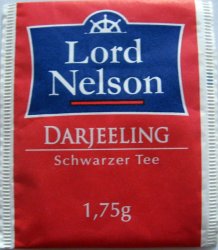 Lord
Nelson
DARJEELING
Schwarzer Tee
1,75g